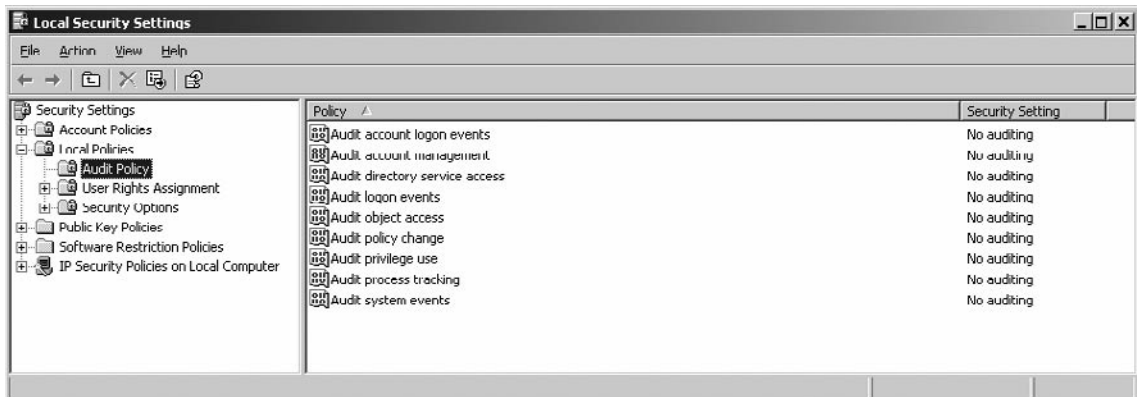 Local Security Settings
File Action View Help
Security Settings
Account Policies
Local Policies
Audit Policy
User Rights Assignment
Security Options
Public Key Policies
Software Restriction Policies
IP Security Policies on Local Computer
Policy Security Setting
Audit account logon events No auditing
Audit account management No auditing
Audit directory service access No auditing
Audit logon events No auditing
Audit object access No auditing
Audit policy change No auditing
Audit privilege use No auditing
Audit process tracking No auditing
Audit system events No auditing